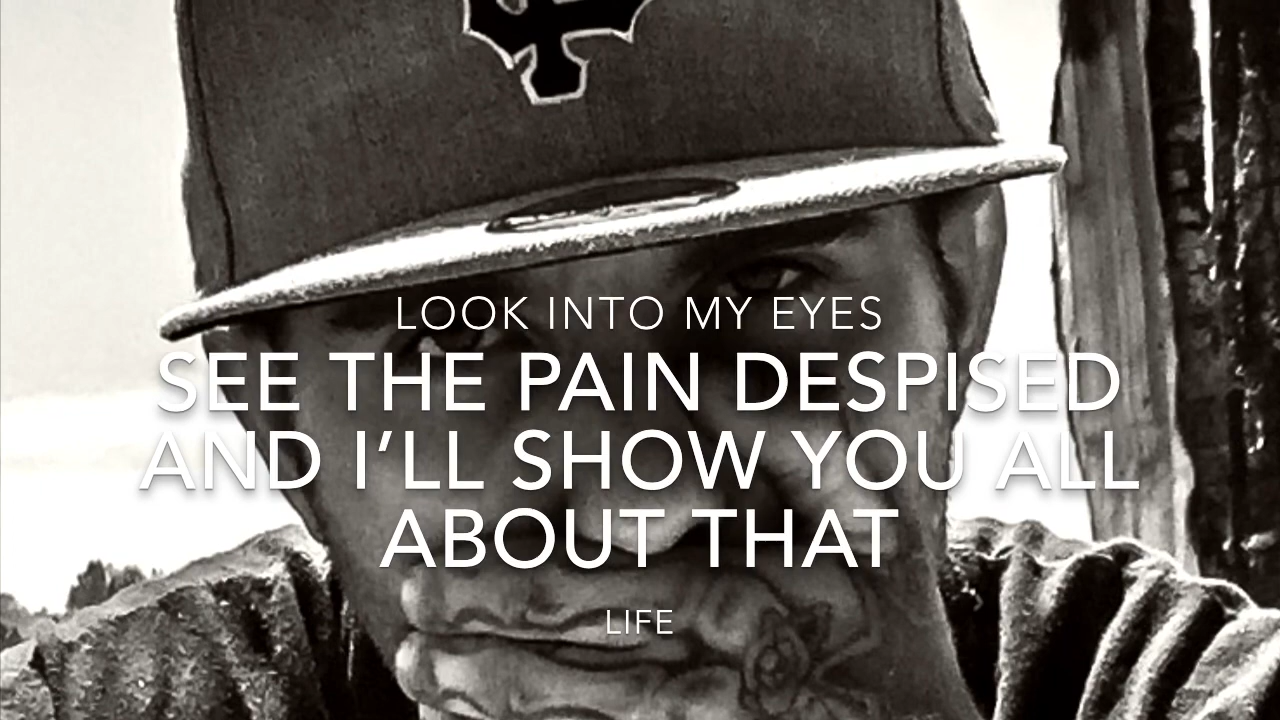 LOOK INTO MY EYES
SEE THE PAIN DESPISED
AND I’LL SHOW YOU ALL
ABOUT THAT
LIFE